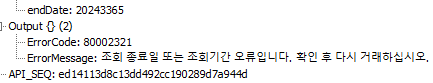 endDate: 20243365
Output {} (2)
ErrorCode: 80002321
ErrorMessage: 조회 종료일 또는 조회기간 오류입니다. 확인 후 다시 거래하십시오.
API_SEQ: ed14113d8c13dd492cc190289d7a944d